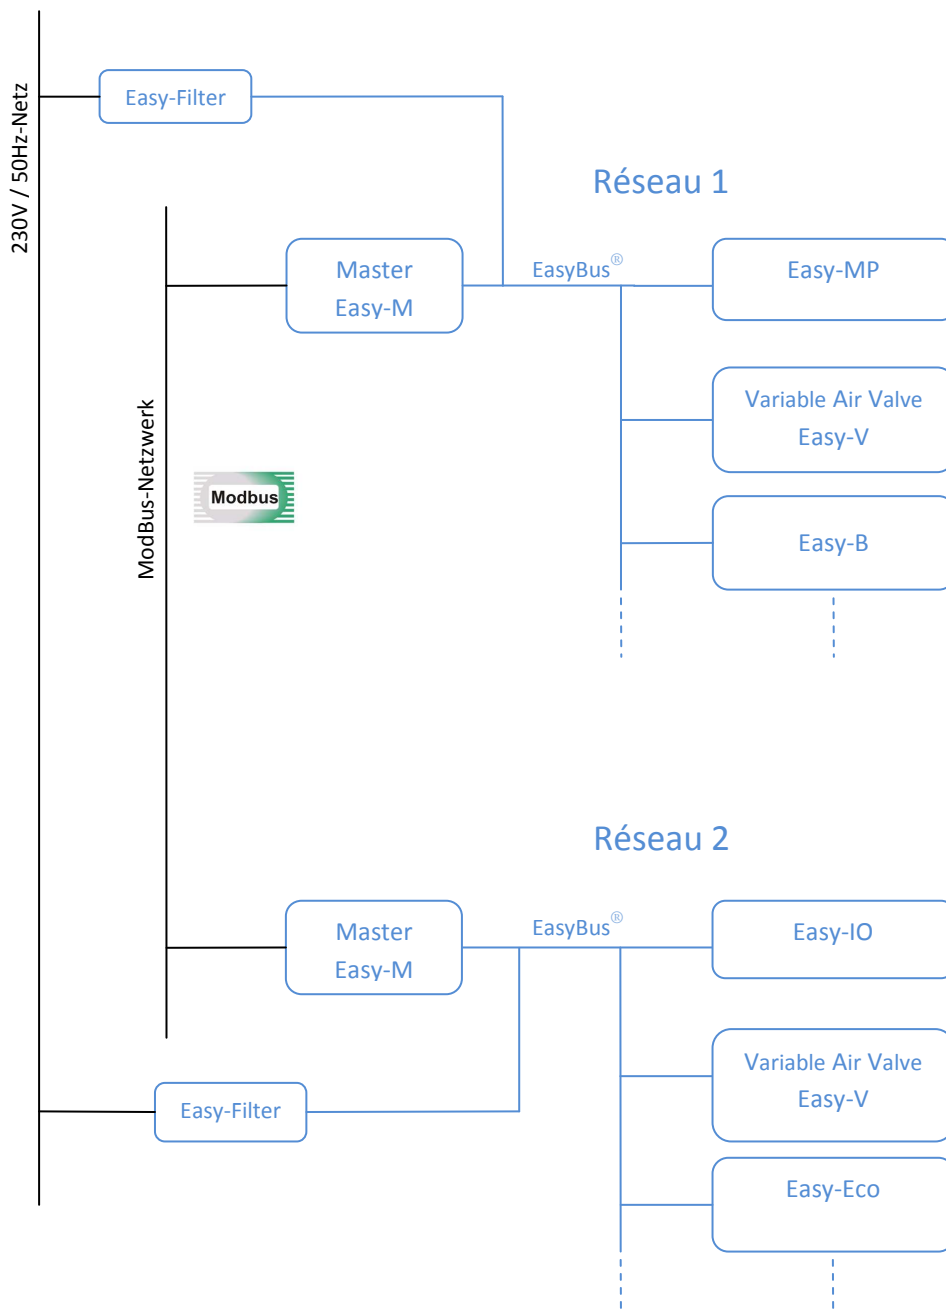 230V / 50Hz-Netz
Easy-Filter
Réseau 1
Master
Easy-M
EasyBus®
Easy-MP
Variable Air Valve
Easy-V
ModBus-Netzwerk
Modbus
Easy-B
Réseau 2
Master
Easy-M
EasyBus®
Easy-IO
Variable Air Valve
Easy-V
Easy-Filter
Easy-Eco